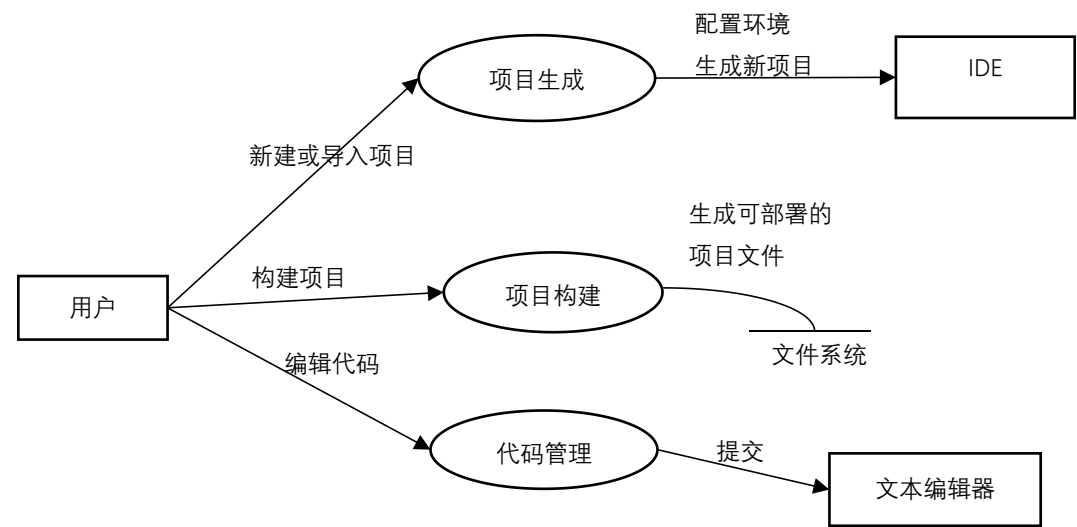 配置环境
生成新项目
项目生成
IDE
新建或导入项目
生成可部署的
项目文件
构建项目
项目构建
用户
文件系统
编辑代码
代码管理
提交
文本编辑器